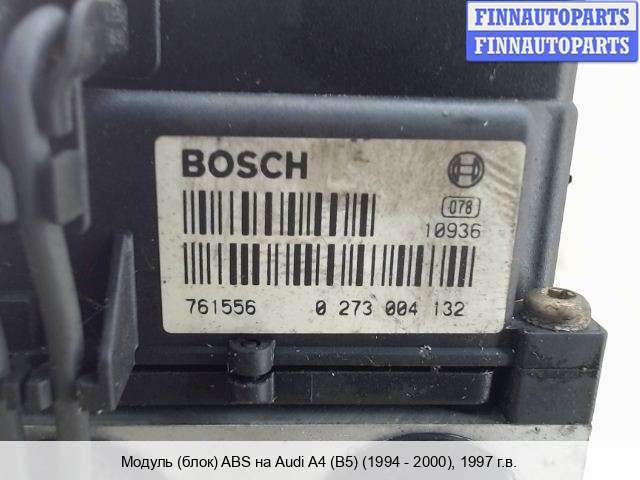 FINNAUTOPARTS
FINNAUTOPARTS
BOSCH
078
10936
761556 0 273 004 132
Модуль (блок) ABS на Audi A4 (B5) (1994 - 2000), 1997 г.в.